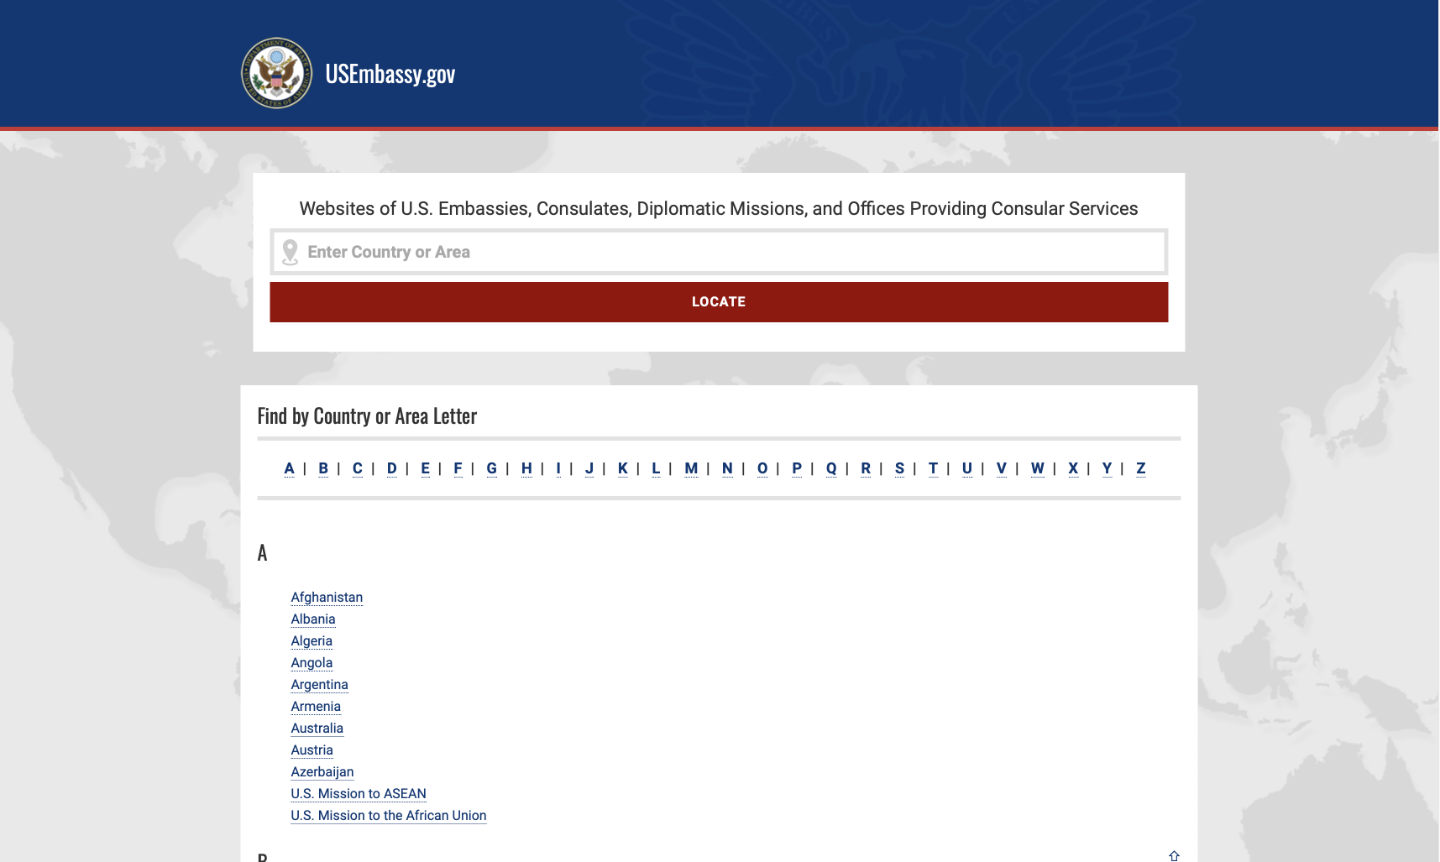 USEmbassy.gov
Websites of U.S. Embassies, Consulates, Diplomatic Missions, and Offices Providing Consular Services
Enter Country or Area
LOCATE
Find by Country or Area Letter
A | B | C | D | E | F | G | H | I | J | K | L | M | N | O | P | Q | R | S | T | U | V | W | X | Y | Z
A
Afghanistan
Albania
Algeria
Angola
Argentina
Armenia
Australia
Austria
Azerbaijan
U.S. Mission to ASEAN
U.S. Mission to the African Union